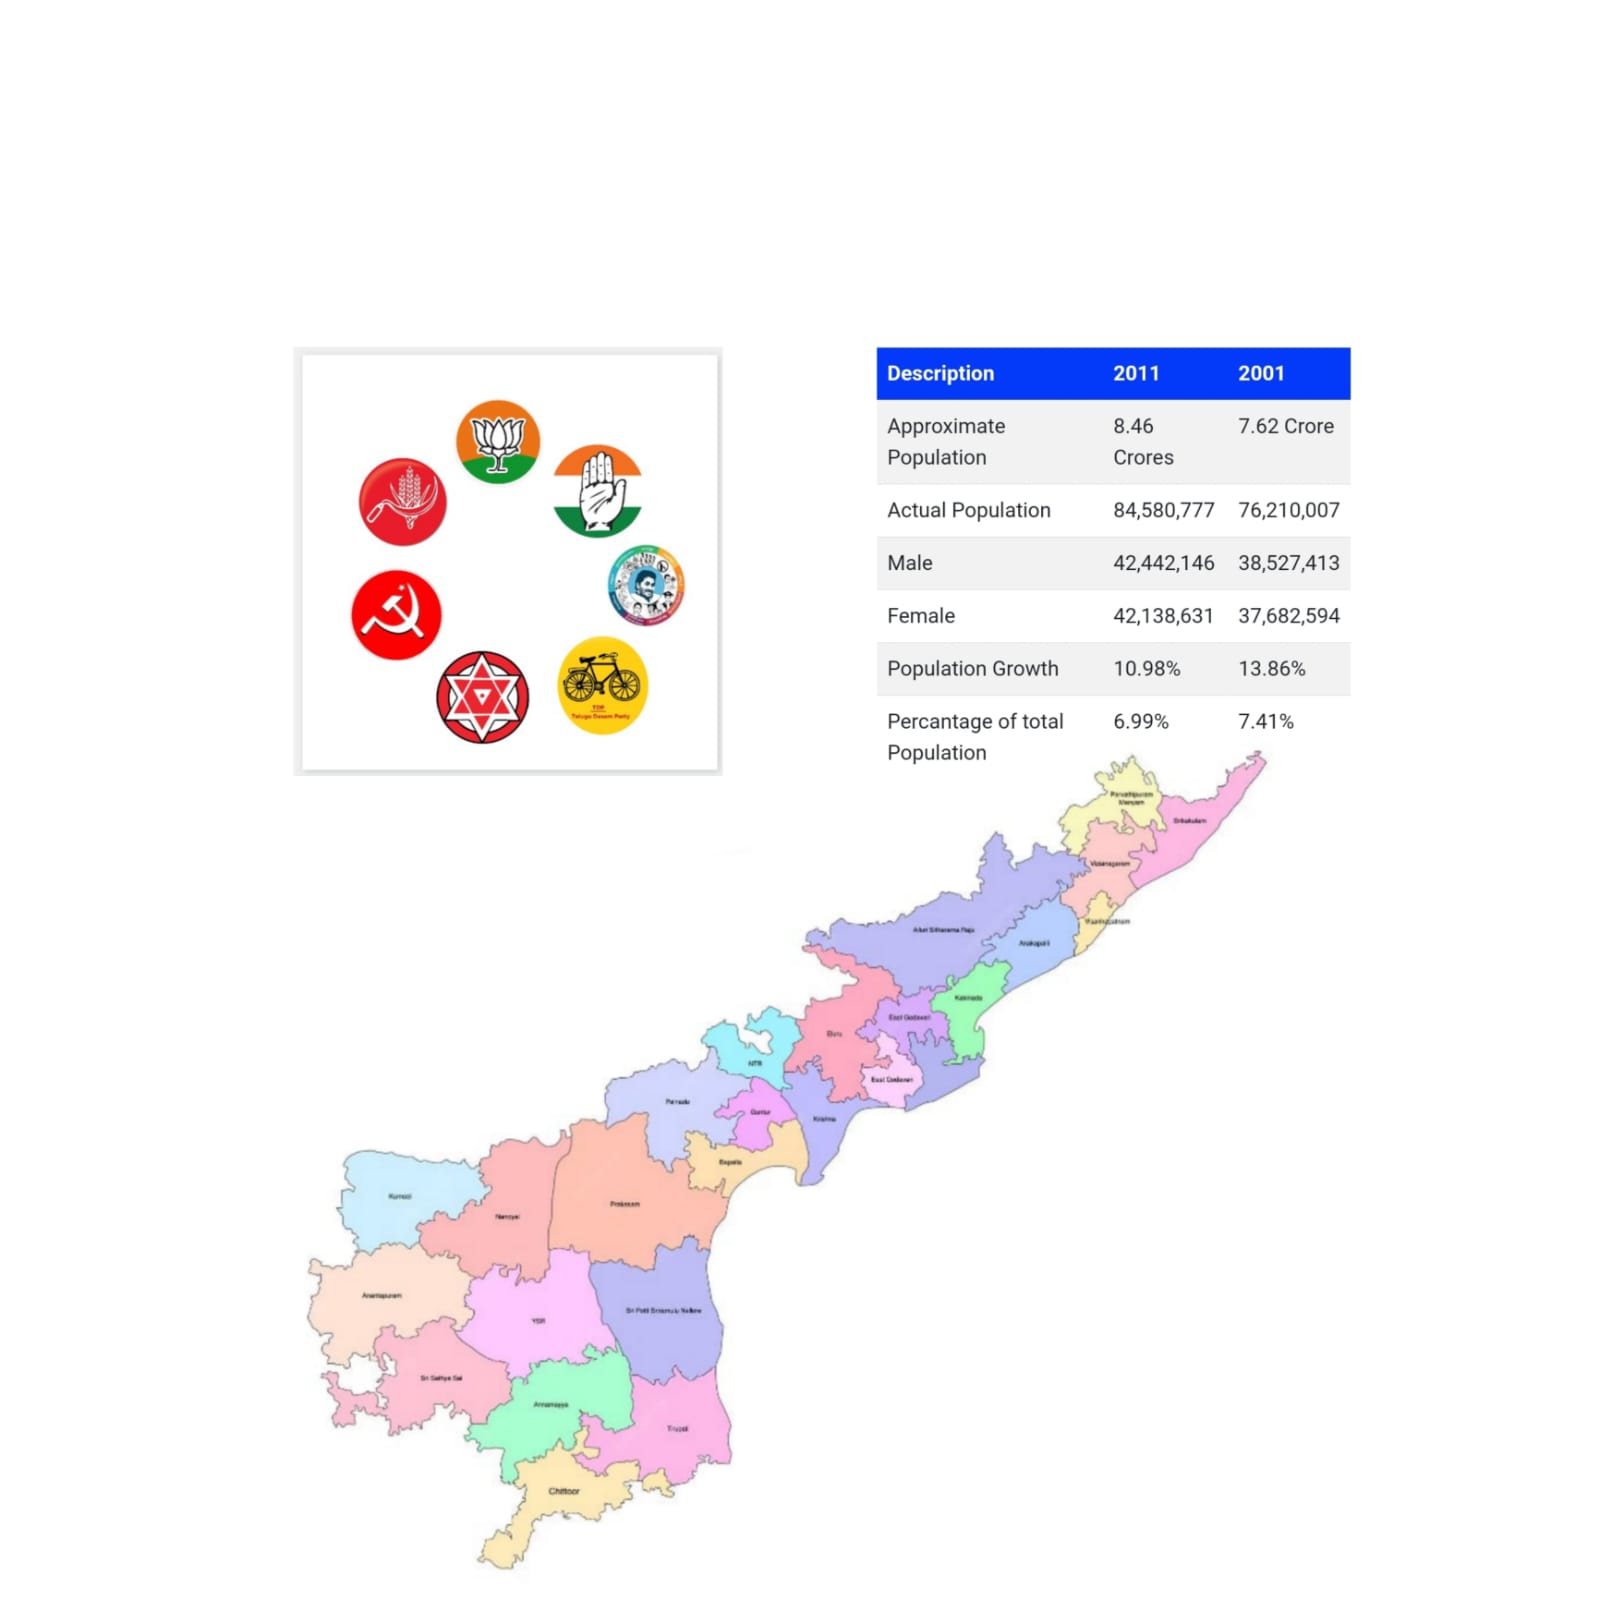 TDP
Telugu Desam Party
Description 2011 2001
Approximate Population 8.46 Crores 7.62 Crore
Actual Population 84,580,777 76,210,007
Male 42,442,146 38,527,413
Female 42,138,631 37,682,594
Population Growth 10.98% 13.86%
Percantage of total Population 6.99% 7.41%
Parvathipuram
Manyam
Srikakulam
Vizianagaram
Visakhapatnam
Alluri Sitharama Raju
Anakapalli
Kakinada
East Godavari
Eluru
NTR
East Godavari
Palnadu
Guntur
Krishna
Bapatla
Kurnool
Nandyal
Prakasam
Anantapuram
Sri Potti Sriramulu Nellore
YSR
Sri Sathya Sai
Annamayya
Tirupati
Chittoor